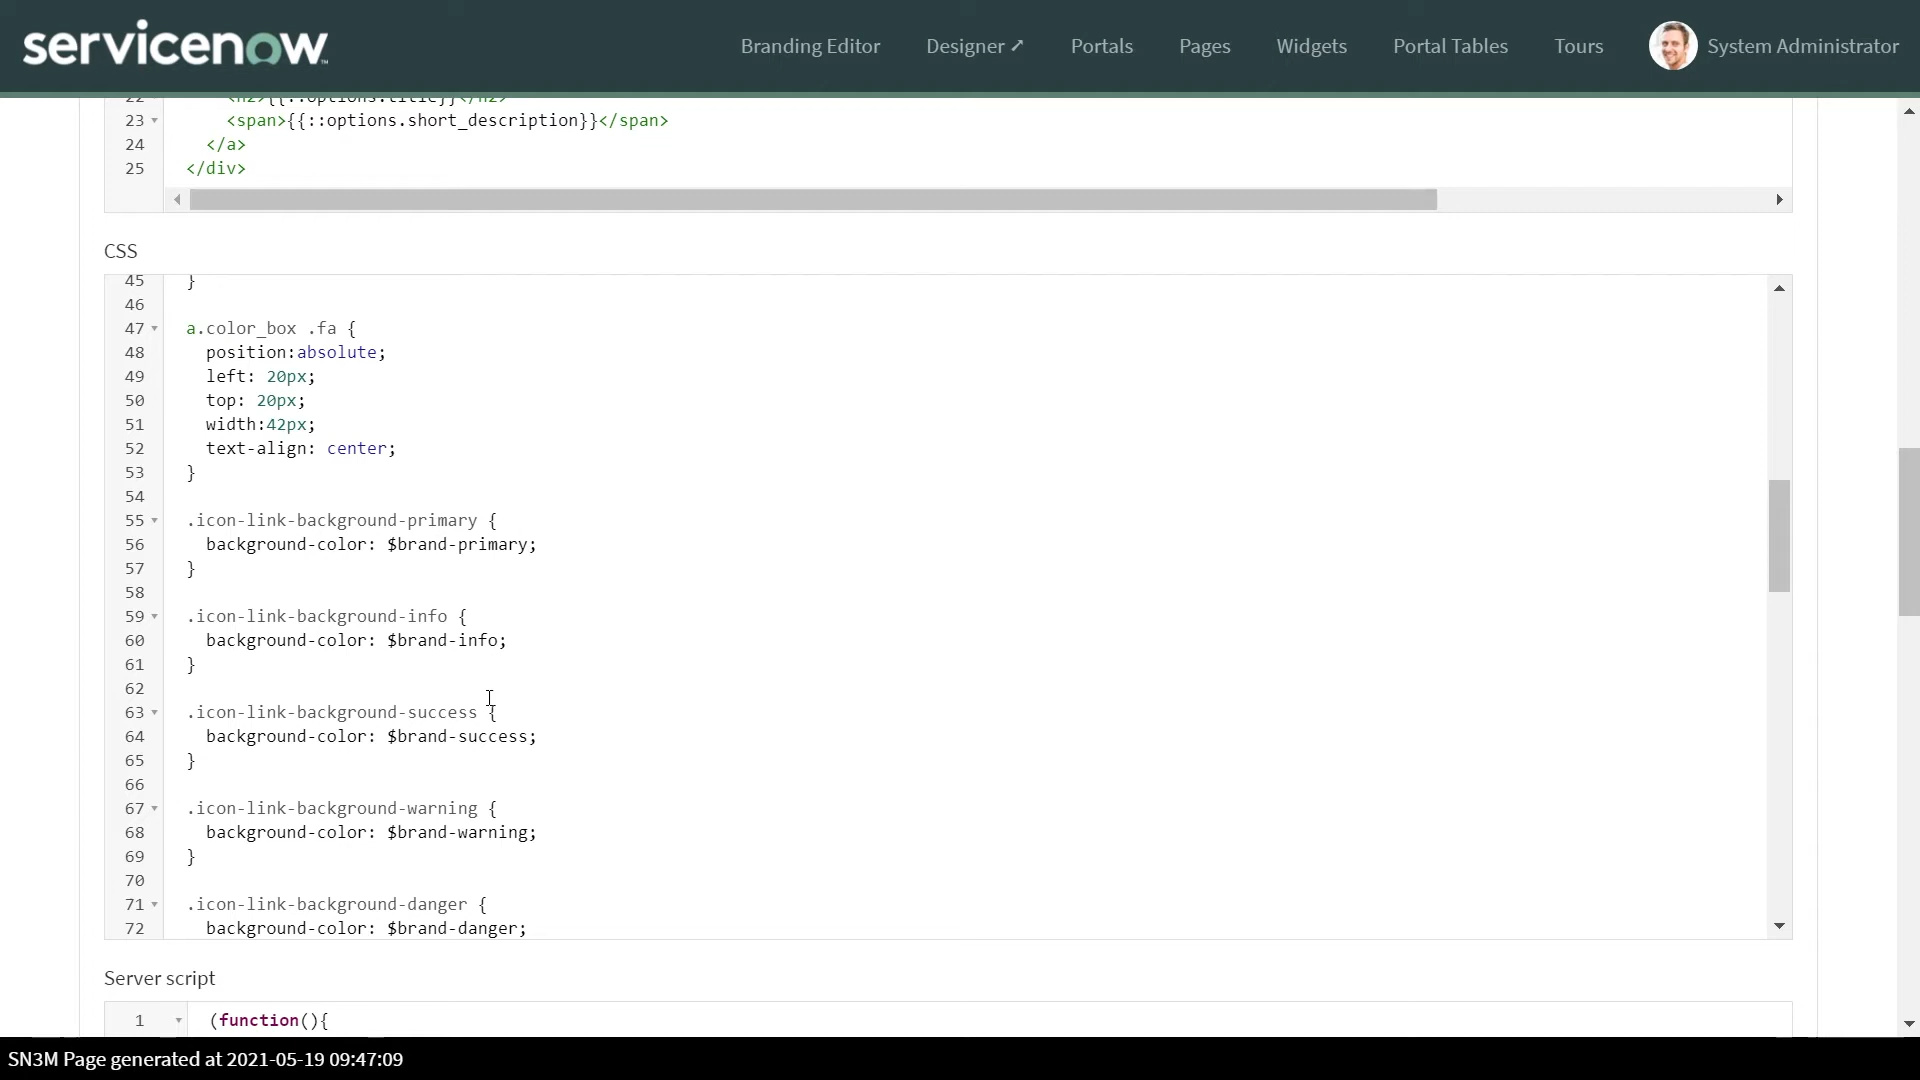 servicenow
Branding Editor Designer ↗ Portals Pages Widgets Portal Tables Tours System Administrator
22 <h2>{{::options.title}}</h2>
23 <span>{{::options.short_description}}</span>
24 </a>
25 </div>
CSS
45 }
46
47 a.color_box .fa {
48 position:absolute;
49 left: 20px;
50 top: 20px;
51 width:42px;
52 text-align: center;
53 }
54
55 .icon-link-background-primary {
56 background-color: $brand-primary;
57 }
58
59 .icon-link-background-info {
60 background-color: $brand-info;
61 }
62
63 .icon-link-background-success {
64 background-color: $brand-success;
65 }
66
67 .icon-link-background-warning {
68 background-color: $brand-warning;
69 }
70
71 .icon-link-background-danger {
72 background-color: $brand-danger;
Server script
1 (function(){
SN3M Page generated at 2021-05-19 09:47:09